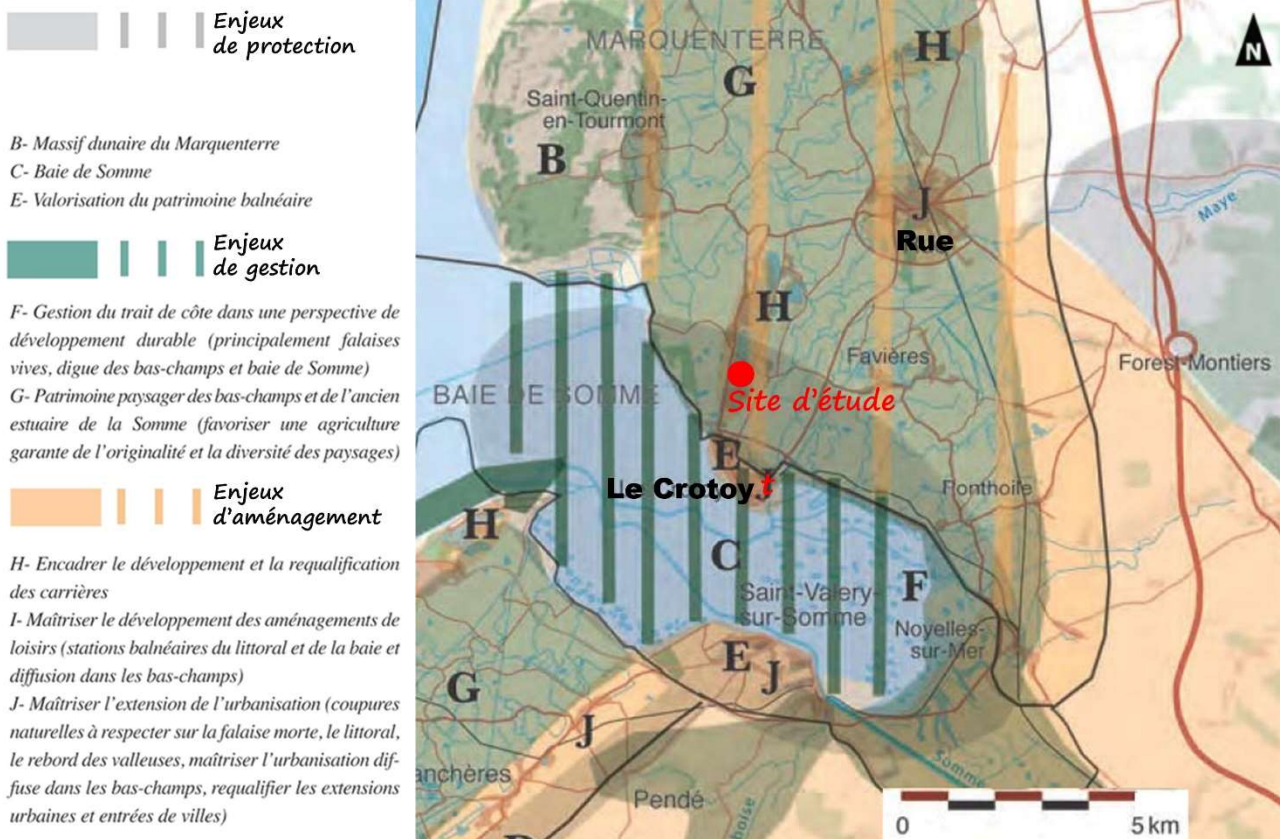 Enjeux
de protection
B- Massif dunaire du Marquenterre
C- Baie de Somme
E- Valorisation du patrimoine balnéaire
Enjeux
de gestion
F- Gestion du trait de côte dans une perspective de
développement durable (principalement falaises
vives, digue des bas-champs et baie de Somme)
G- Patrimoine paysager des bas-champs et de l'ancien
estuaire de la Somme (favoriser une agriculture
garante de l'originalité et la diversité des paysages)
Enjeux
d'aménagement
H- Encadrer le développement et la requalification
des carrières
I- Maîtriser le développement des aménagements de
loisirs (stations balnéaires du littoral et de la baie et
diffusion dans les bas-champs)
J- Maîtriser l'extension de l'urbanisation (coupures
naturelles à respecter sur la falaise morte, le littoral,
le rebord des valleuses, maîtriser l'urbanisation dif-
fuse dans les bas-champs, requalifier les extensions
urbaines et entrées de villes)
MARQUENTERRE
H
N
G
Saint-Quentin-
en-Tourmont
B
J
Maye
Rue
H
Favières
Forest-Montiers
BAIE DE SOMME
Site d'étude
E
Le Crotoy
t
J
Ponthoile
H
C
F
Saint-Valery-
sur-Somme
Noyelles-
sur-Mer
E
J
G
J
Somme
anchères
Pendé
0
5 km